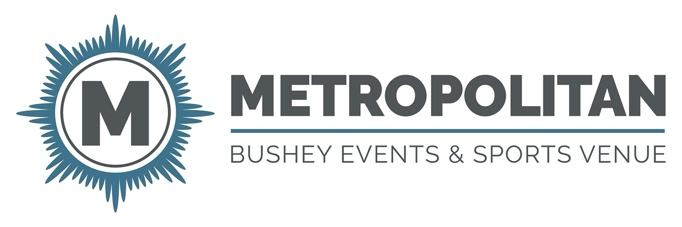 M
METROPOLITAN
BUSHEY EVENTS & SPORTS VENUE